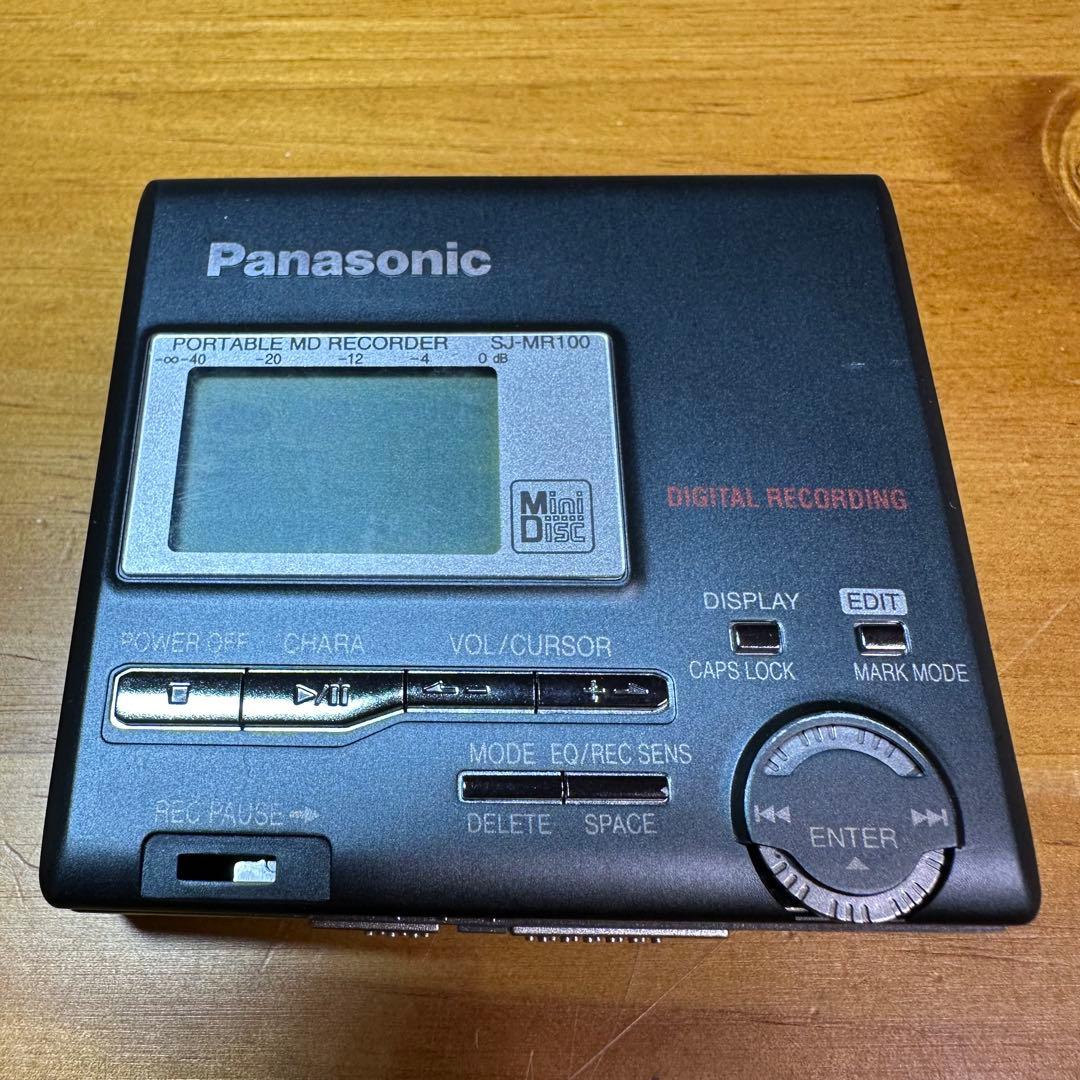 Panasonic
PORTABLE MD RECORDER SJ-MR100
-∞ -40 -20 -12 -4 0 dB
Mini
Disc
DIGITAL RECORDING
DISPLAY EDIT
CAPS LOCK MARK MODE
POWER OFF CHARA VOL/CURSOR
MODE EQ/REC SENS
DELETE SPACE
REC PAUSE
ENTER